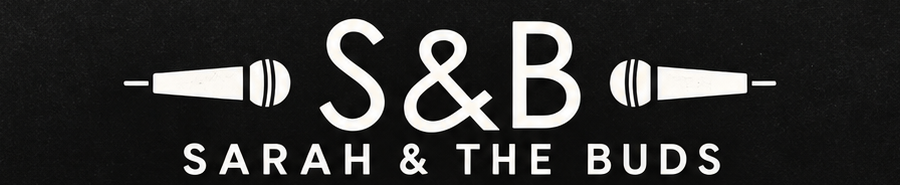 S&B
SARAH & THE BUDS